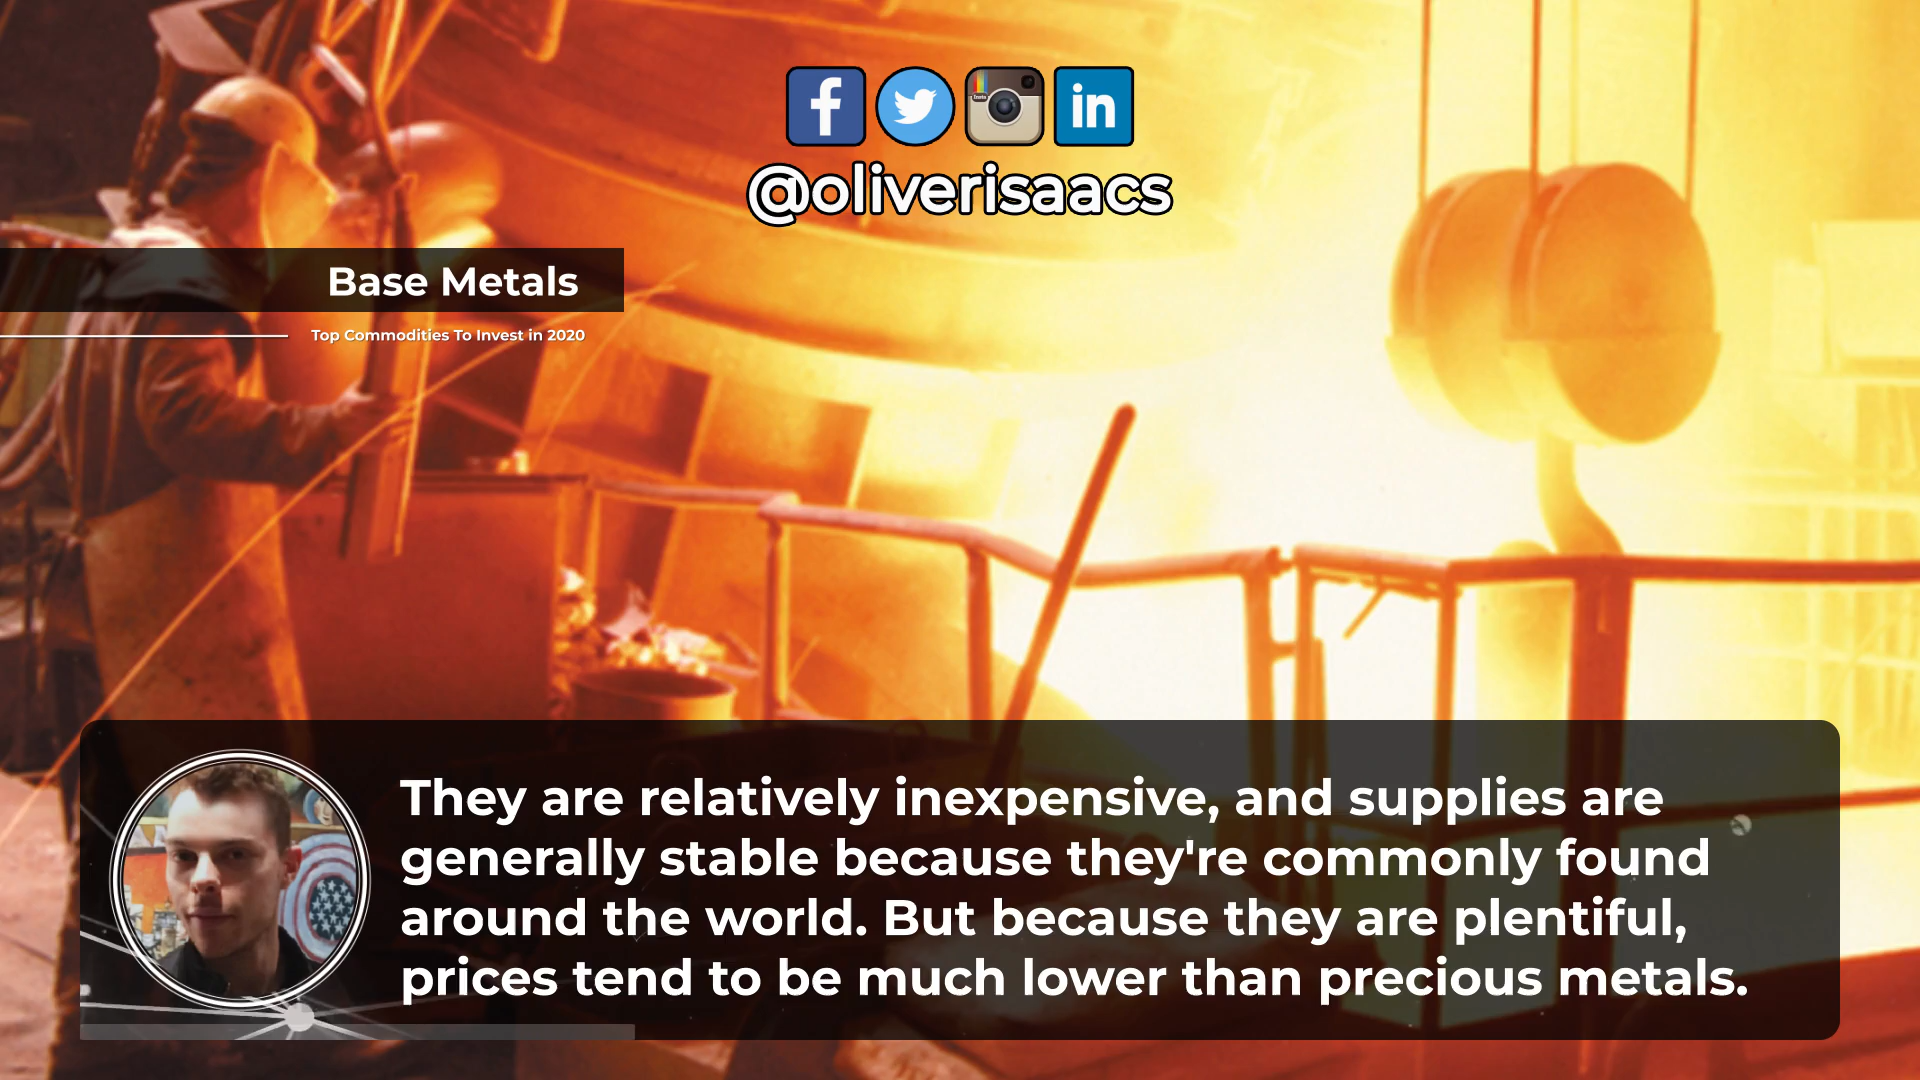 @oliverisaacs
Base Metals
Top Commodities To Invest in 2020
They are relatively inexpensive, and supplies are
generally stable because they're commonly found
around the world. But because they are plentiful,
prices tend to be much lower than precious metals.